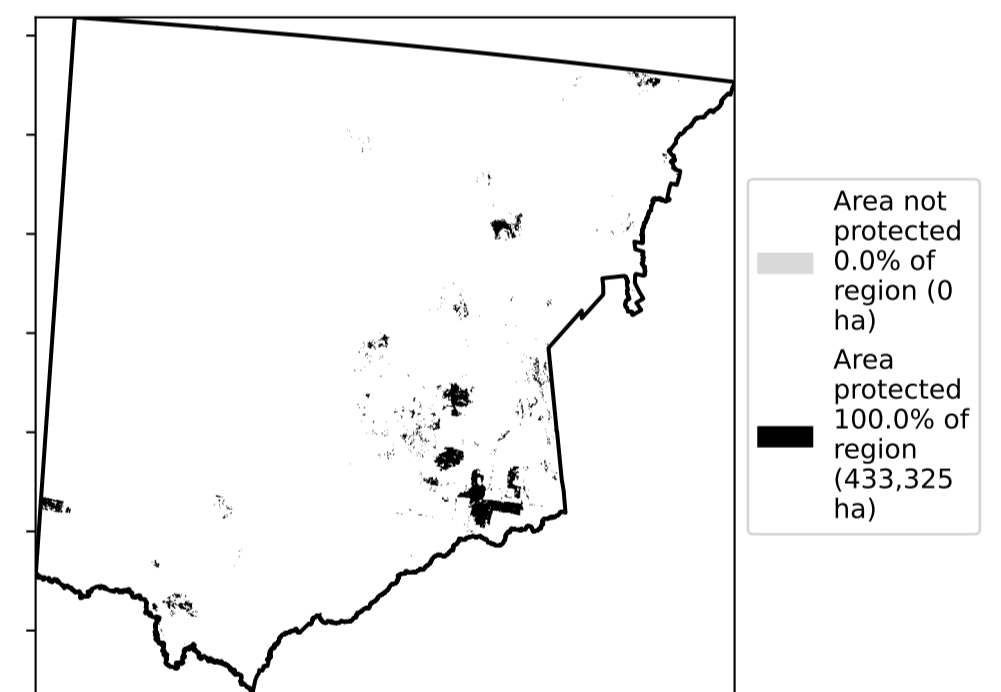 Area not
protected
0.0% of
region (0
ha)
Area
protected
100.0% of
region
(433,325
ha)